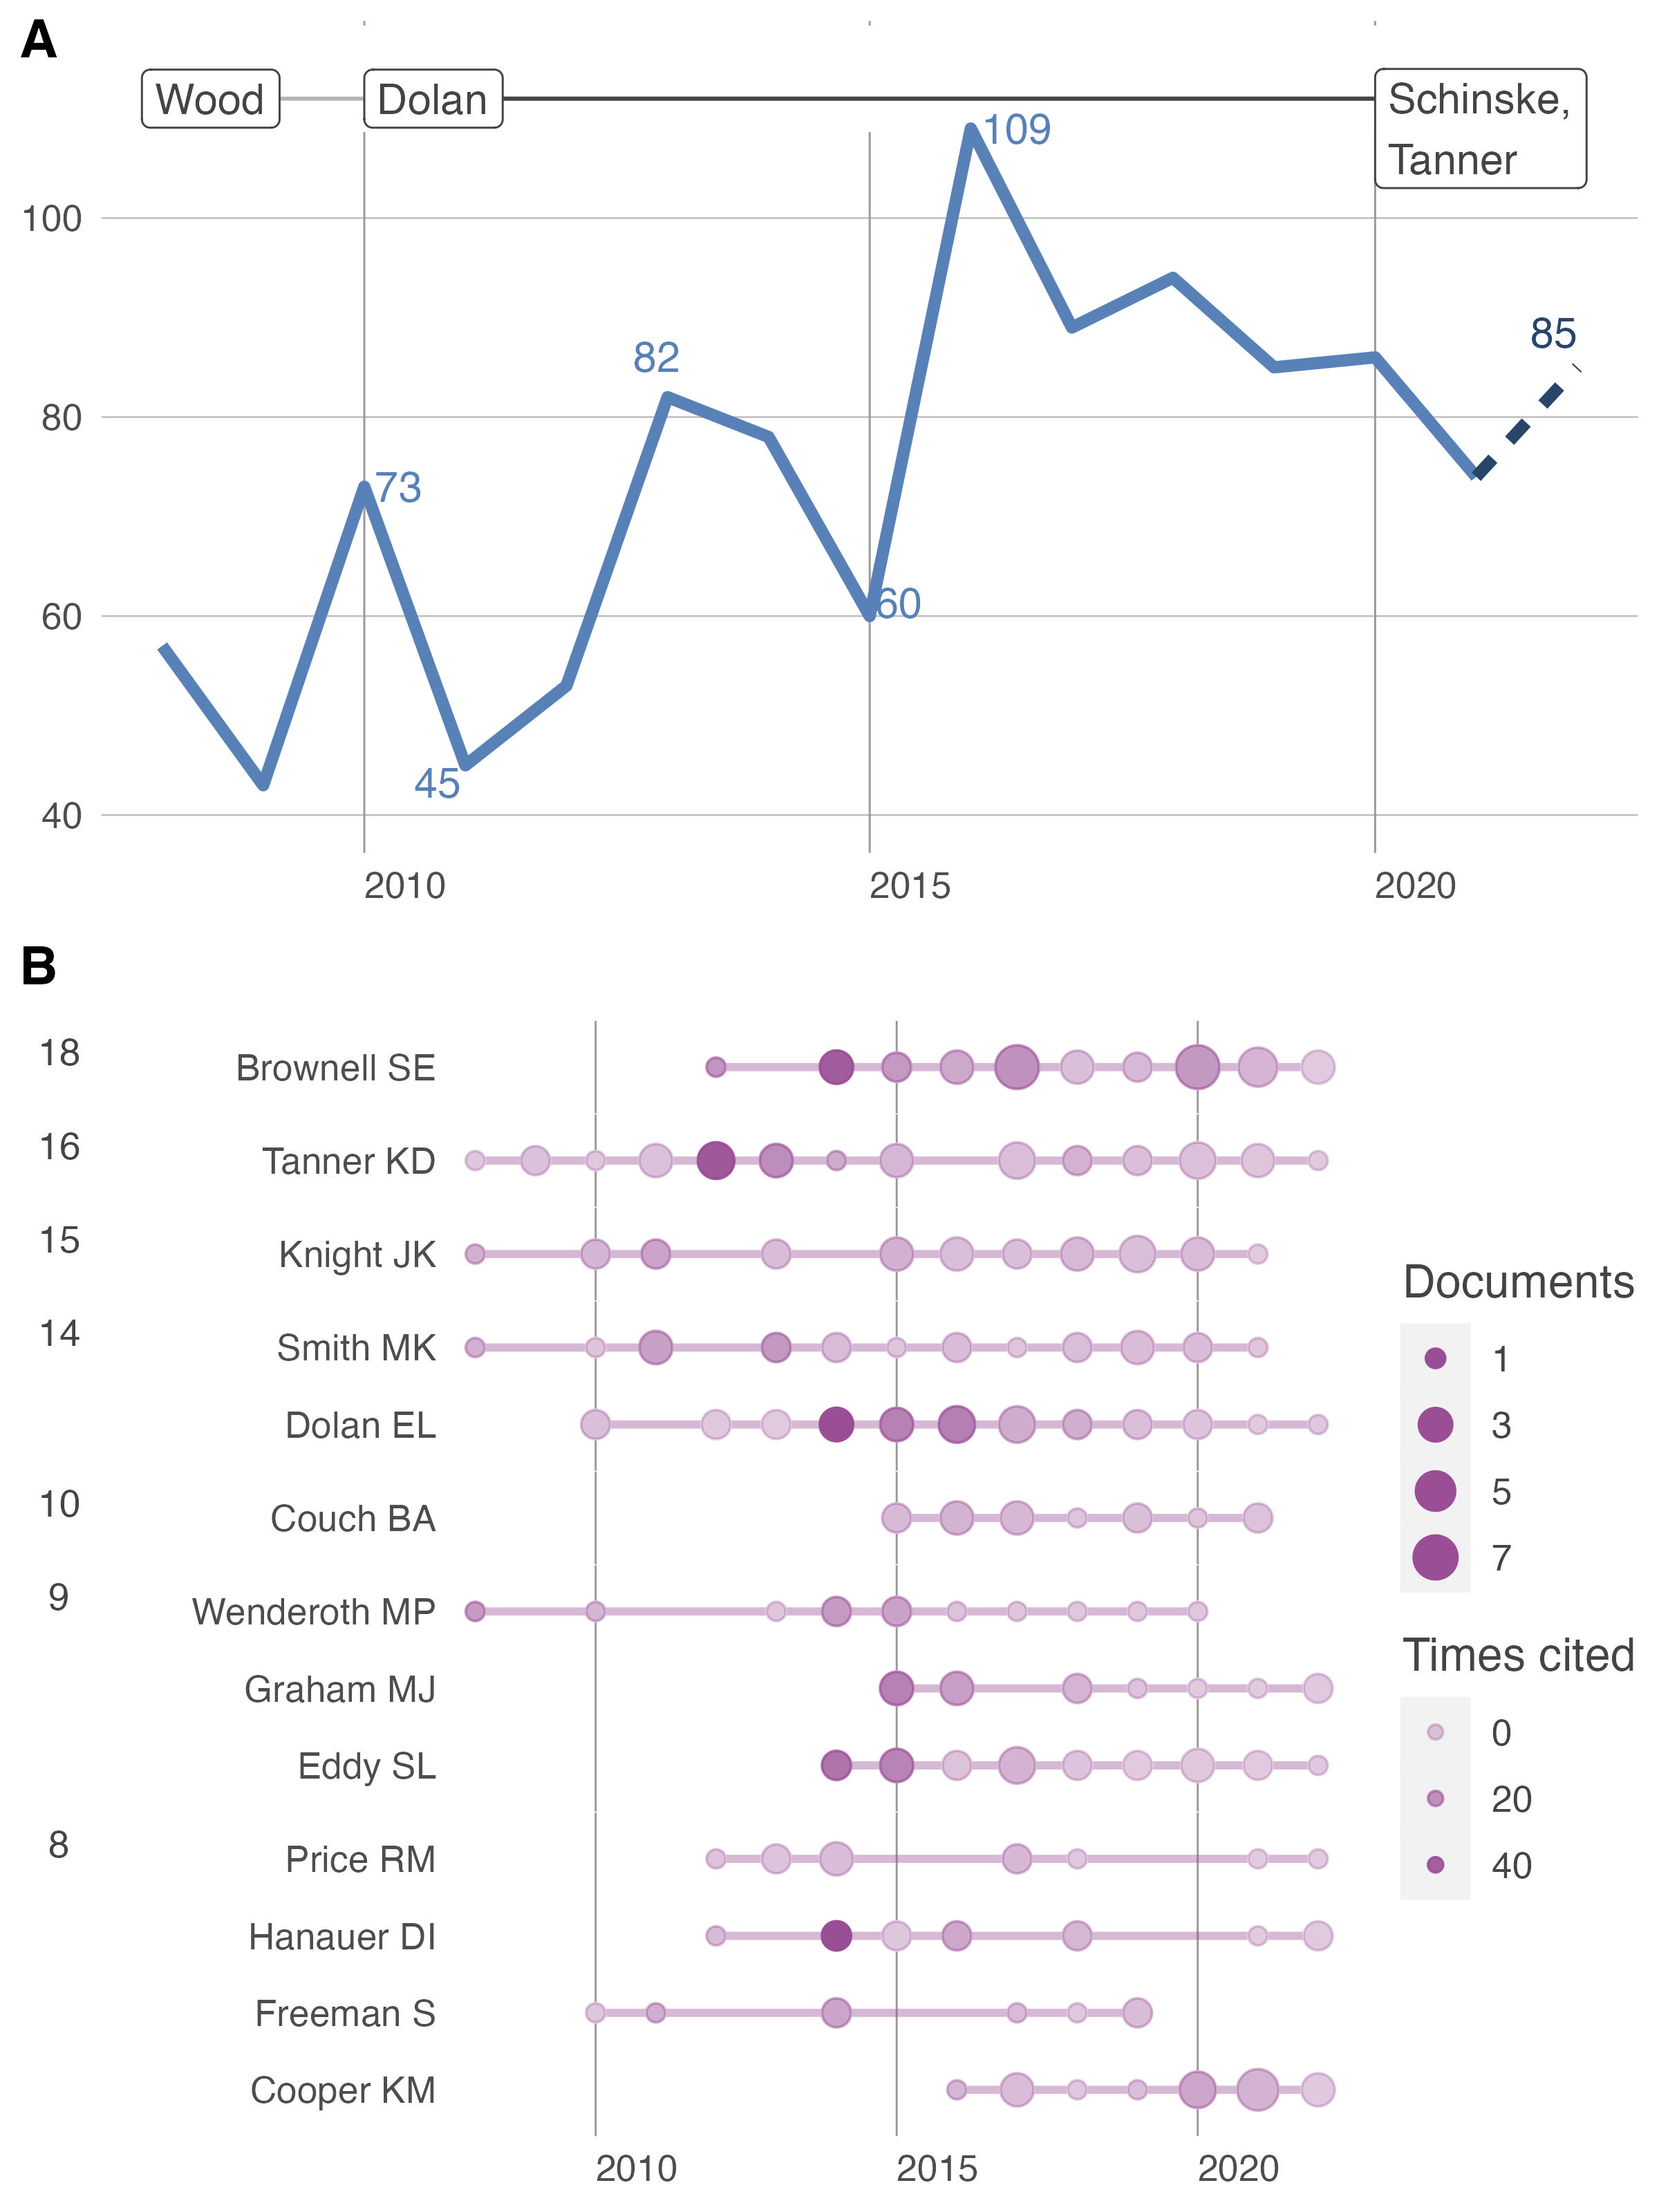 A
Wood
Dolan
Schinske,
Tanner
109
100
85
82
80
73
60
60
45
40
2010
2015
2020
B
18
Brownell SE
16
Tanner KD
15
Knight JK
14
Smith MK
Dolan EL
10
Couch BA
9
Wenderoth MP
Graham MJ
Eddy SL
8
Price RM
Hanauer DI
Freeman S
Cooper KM
2010
2015
2020
Documents
1
3
5
7
Times cited
0
20
40